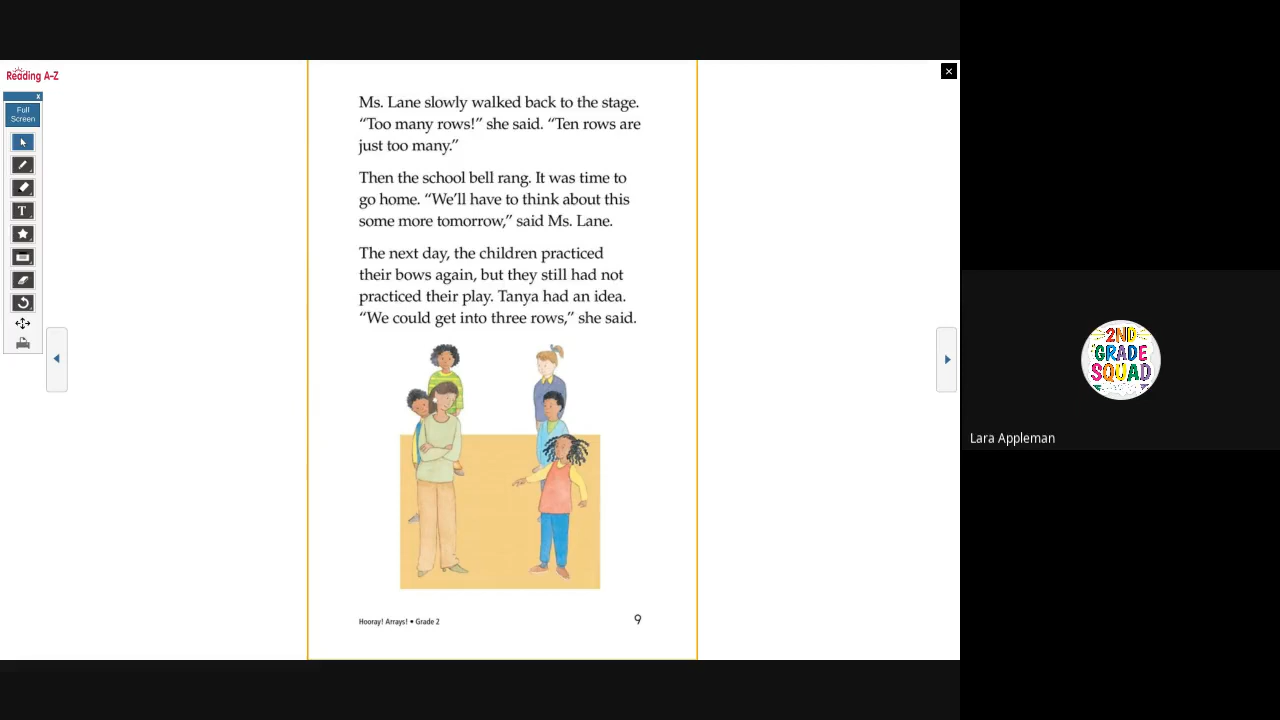 Reading A-Z
x
Full
Screen
T
Ms. Lane slowly walked back to the stage.
“Too many rows!” she said. “Ten rows are
just too many.”
Then the school bell rang. It was time to
go home. “We’ll have to think about this
some more tomorrow,” said Ms. Lane.
The next day, the children practiced
their bows again, but they still had not
practiced their play. Tanya had an idea.
“We could get into three rows,” she said.
Hooray! Arrays! • Grade 2
9
2ND
GRADE
SQUAD
Lara Appleman